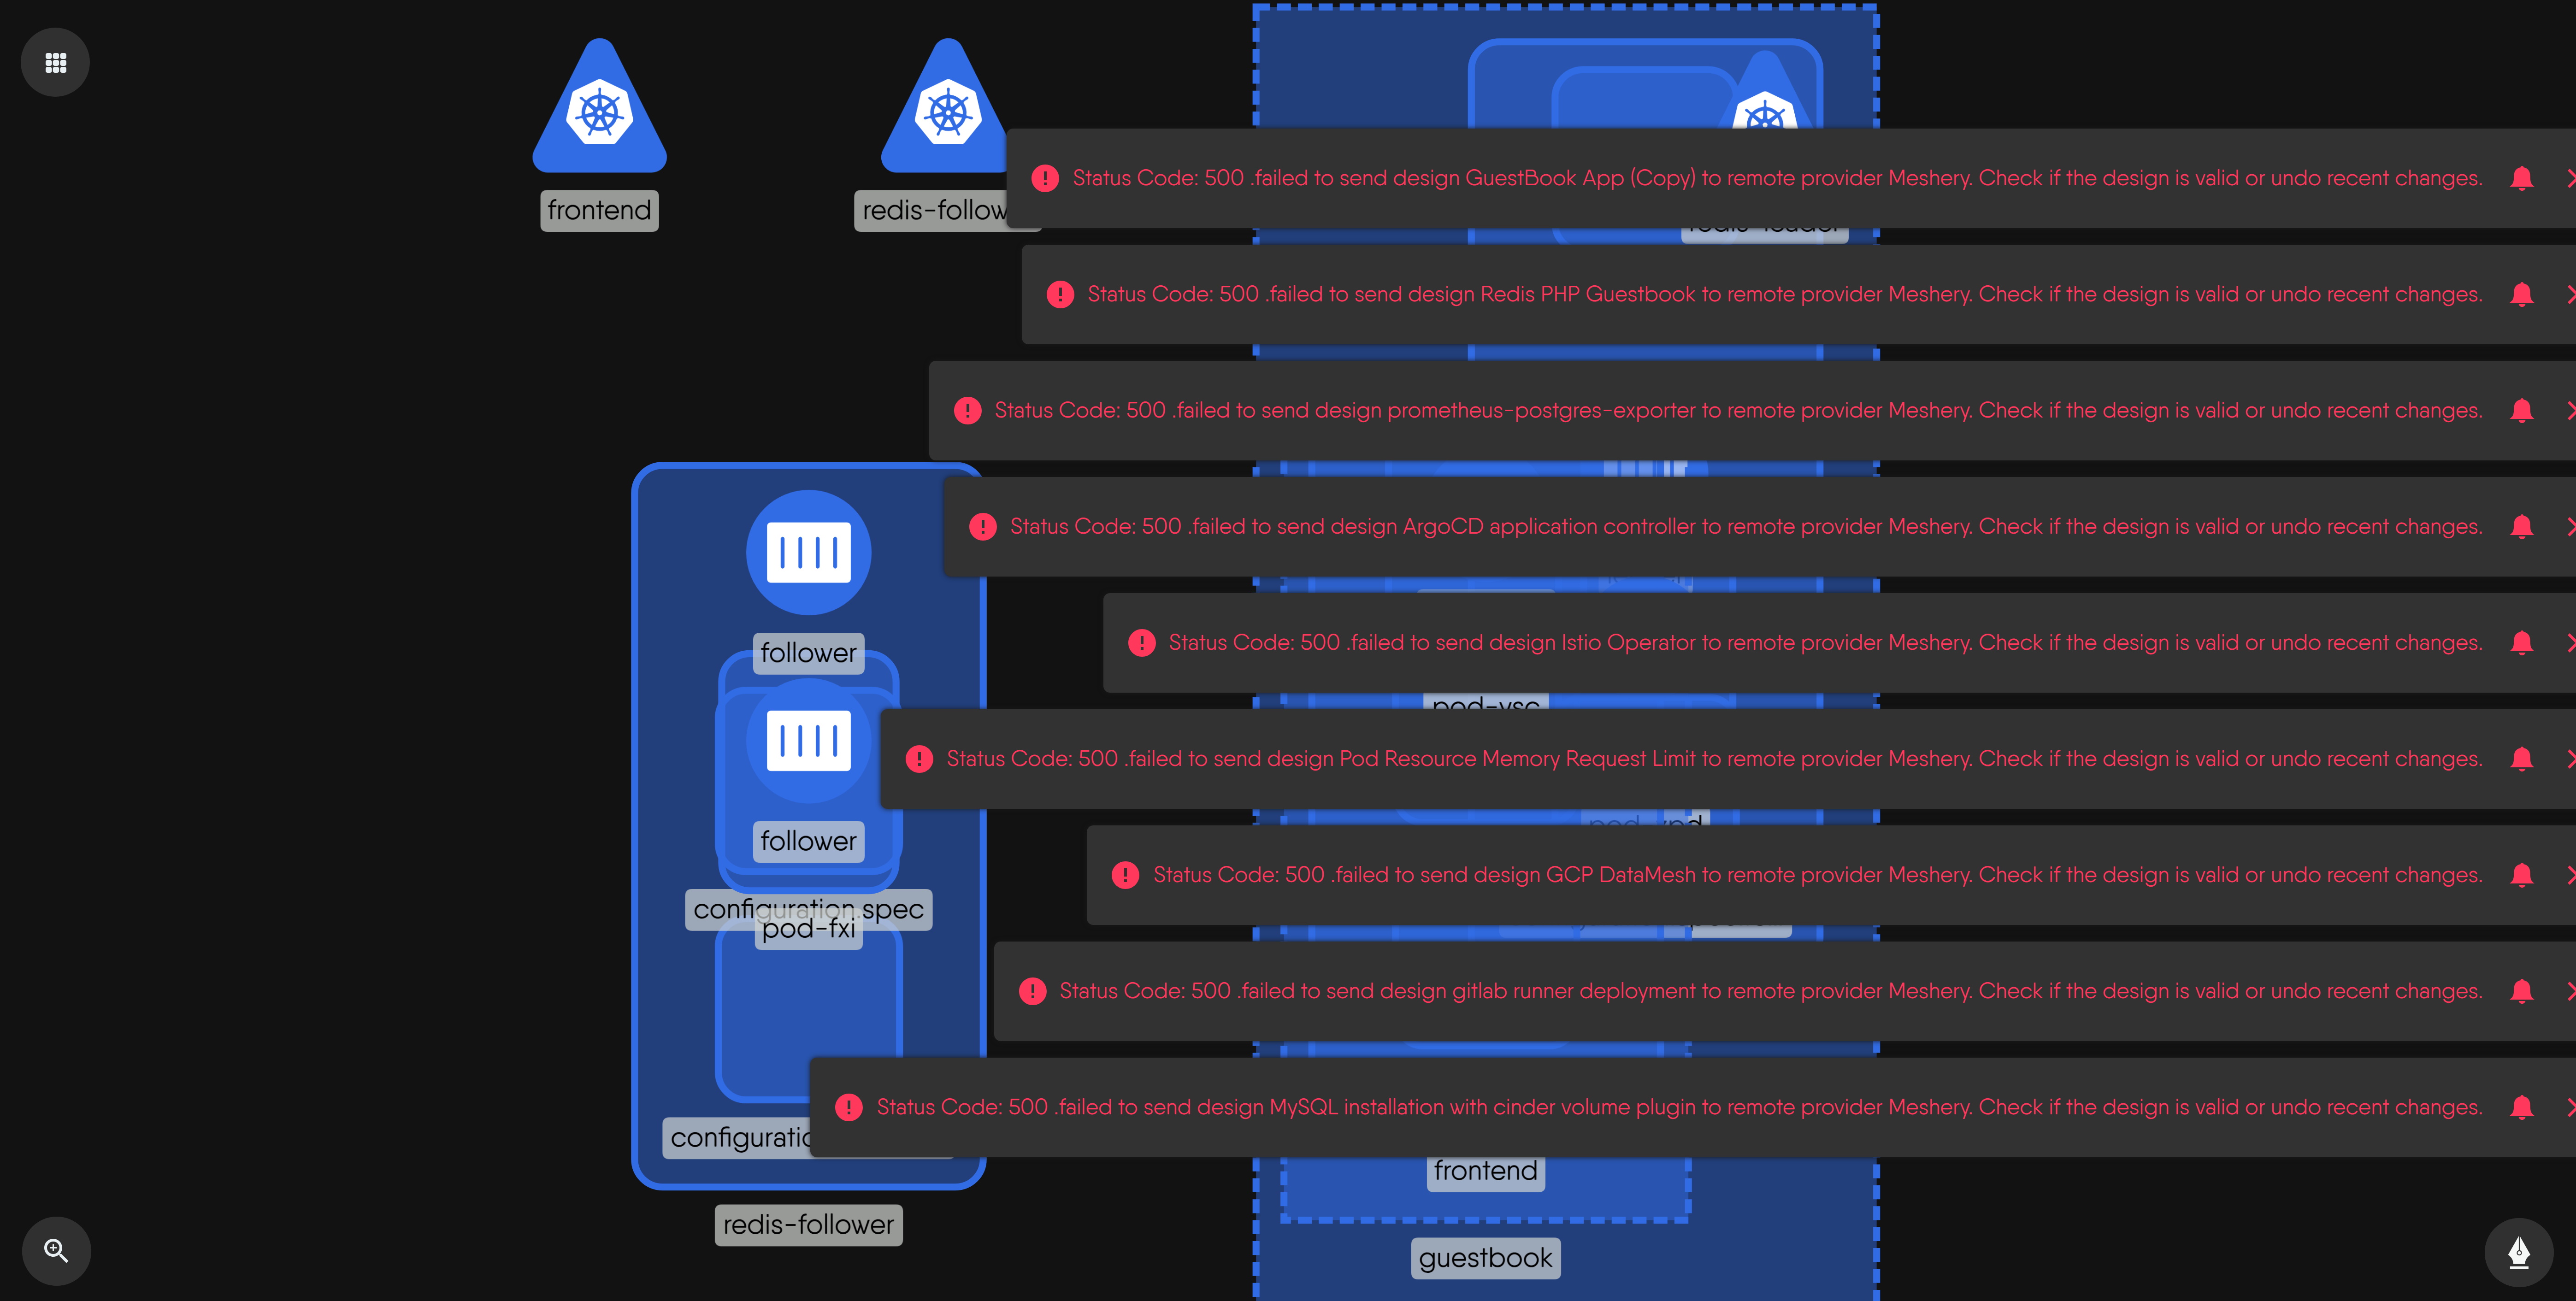 frontend
redis-follow
Status Code: 500 .failed to send design GuestBook App (Copy) to remote provider Meshery. Check if the design is valid or undo recent changes.
redis-leader
Status Code: 500 .failed to send design Redis PHP Guestbook to remote provider Meshery. Check if the design is valid or undo recent changes.
Status Code: 500 .failed to send design prometheus-postgres-exporter to remote provider Meshery. Check if the design is valid or undo recent changes.
Status Code: 500 .failed to send design ArgoCD application controller to remote provider Meshery. Check if the design is valid or undo recent changes.
Status Code: 500 .failed to send design Istio Operator to remote provider Meshery. Check if the design is valid or undo recent changes.
follower
pod-vsc
Status Code: 500 .failed to send design Pod Resource Memory Request Limit to remote provider Meshery. Check if the design is valid or undo recent changes.
follower
Status Code: 500 .failed to send design GCP DataMesh to remote provider Meshery. Check if the design is valid or undo recent changes.
configuration.spec
pod-fxi
Status Code: 500 .failed to send design gitlab runner deployment to remote provider Meshery. Check if the design is valid or undo recent changes.
Status Code: 500 .failed to send design MySQL installation with cinder volume plugin to remote provider Meshery. Check if the design is valid or undo recent changes.
configuratio
frontend
redis-follower
guestbook